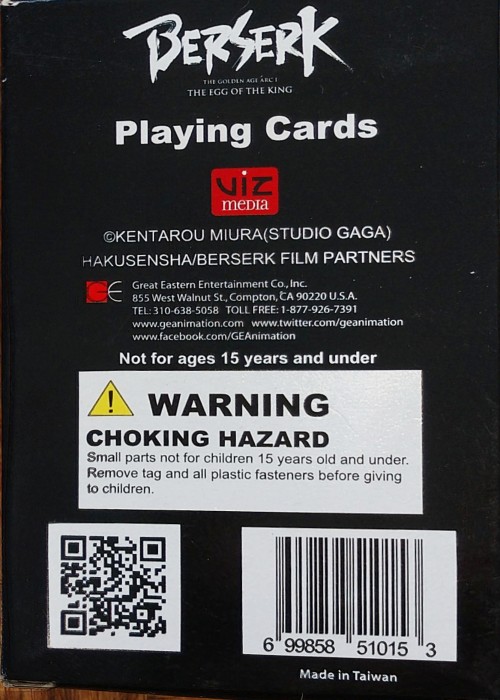 BERSERK
THE GOLDEN AGE ARC I
THE EGG OF THE KING
Playing Cards
VIZ
MEDIA
©KENTAROU MIURA(STUDIO GAGA)
HAKUSENSHA/BERSERK FILM PARTNERS
GE
Great Eastern Entertainment Co., Inc.
855 West Walnut St., Compton, CA 90220 U.S.A.
TEL: 310-638-5058 TOLL FREE: 1-877-926-7391
www.geanimation.com www.twitter.com/geanimation
www.facebook.com/GEAnimation
Not for ages 15 years and under
WARNING
CHOKING HAZARD
Small parts not for children 15 years old and under.
Remove tag and all plastic fasteners before giving
to children.
6 99858 51015 3
Made in Taiwan